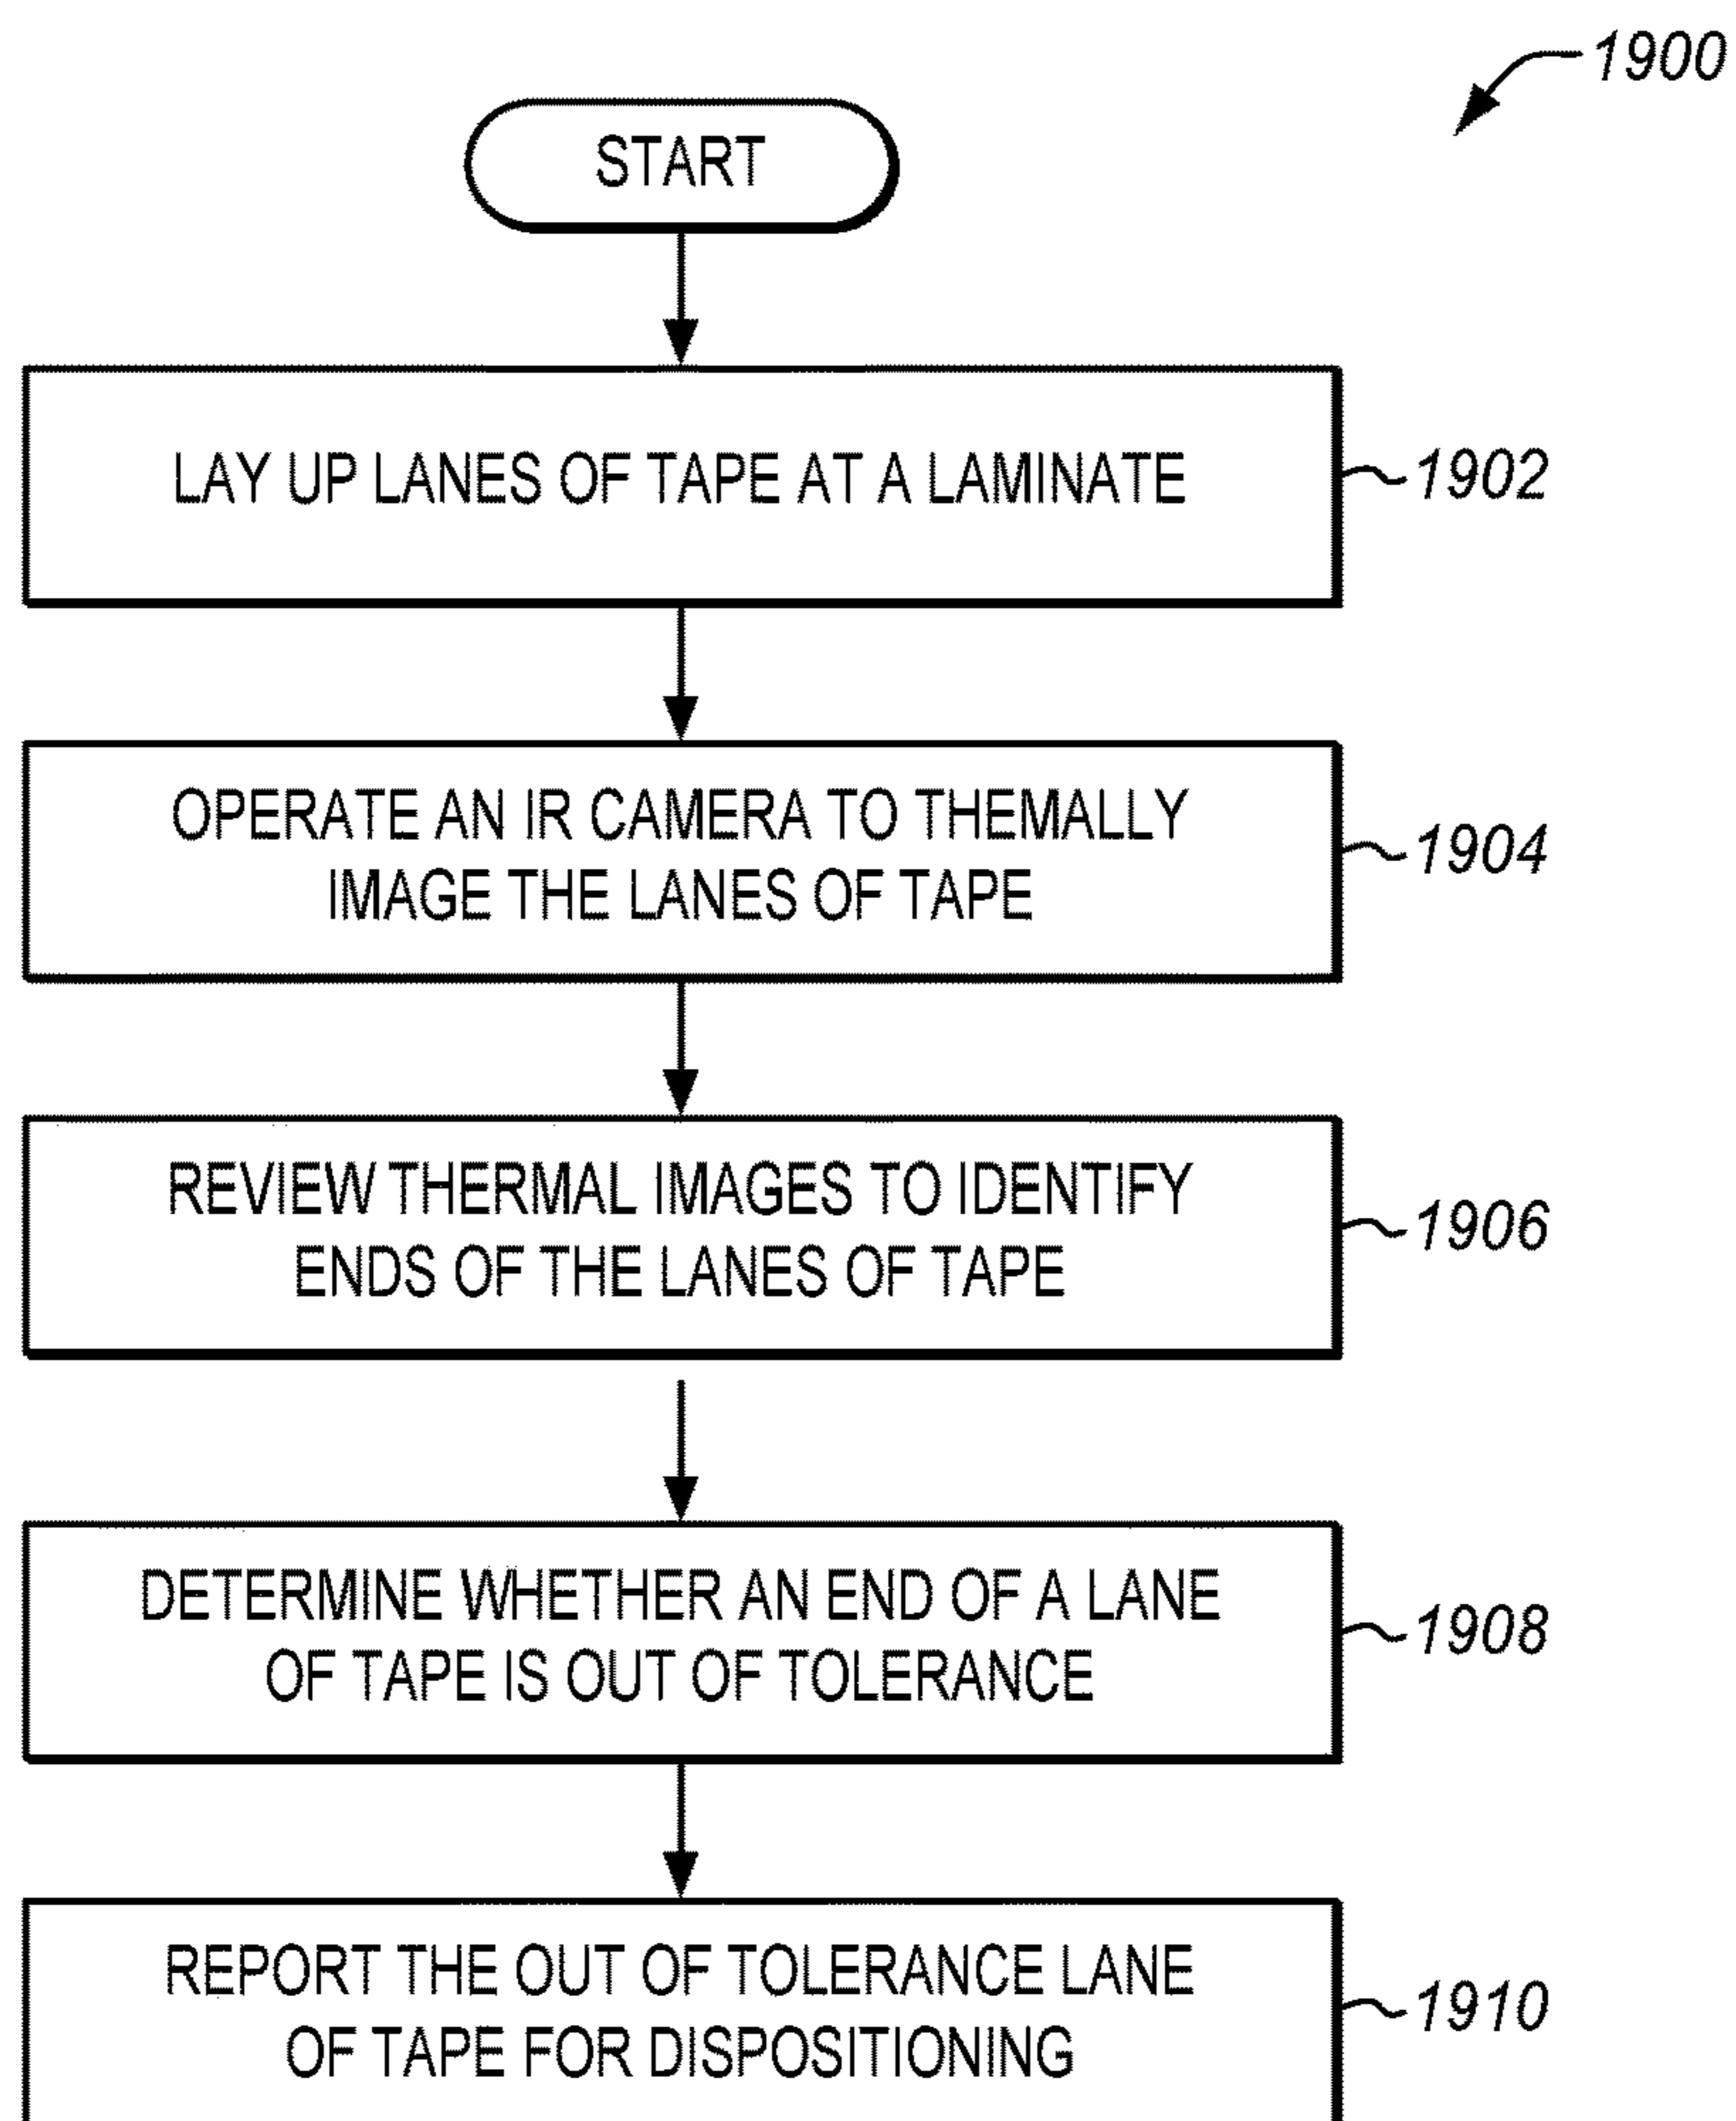 1900
START
LAY UP LANES OF TAPE AT A LAMINATE
1902
OPERATE AN IR CAMERA TO THEMALLY
IMAGE THE LANES OF TAPE
1904
REVIEW THERMAL IMAGES TO IDENTIFY
ENDS OF THE LANES OF TAPE
1906
DETERMINE WHETHER AN END OF A LANE
OF TAPE IS OUT OF TOLERANCE
1908
REPORT THE OUT OF TOLERANCE LANE
OF TAPE FOR DISPOSITIONING
1910